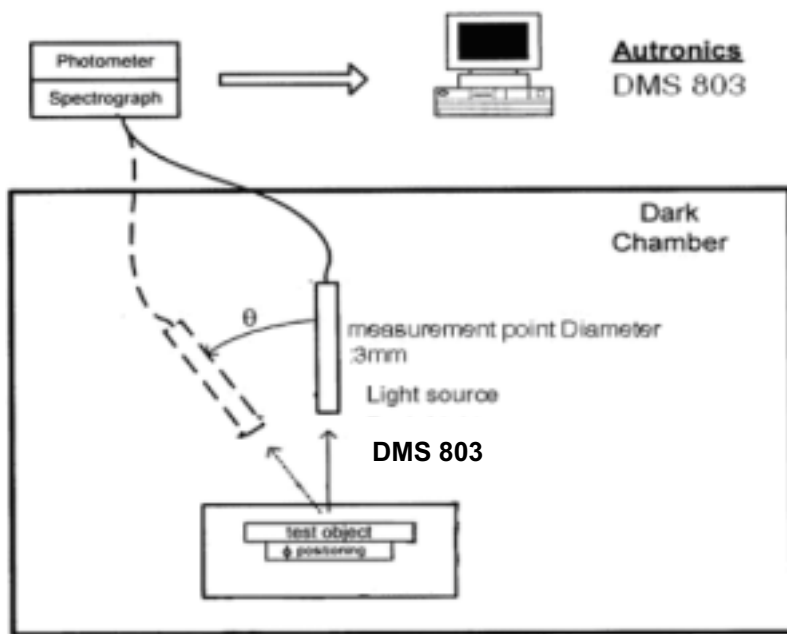 Photometer
Spectrograph
Autronics
DMS 803
Dark
Chamber
θ
measurement point Diameter
:3mm
Light source
DMS 803
test object
ϕ positioning